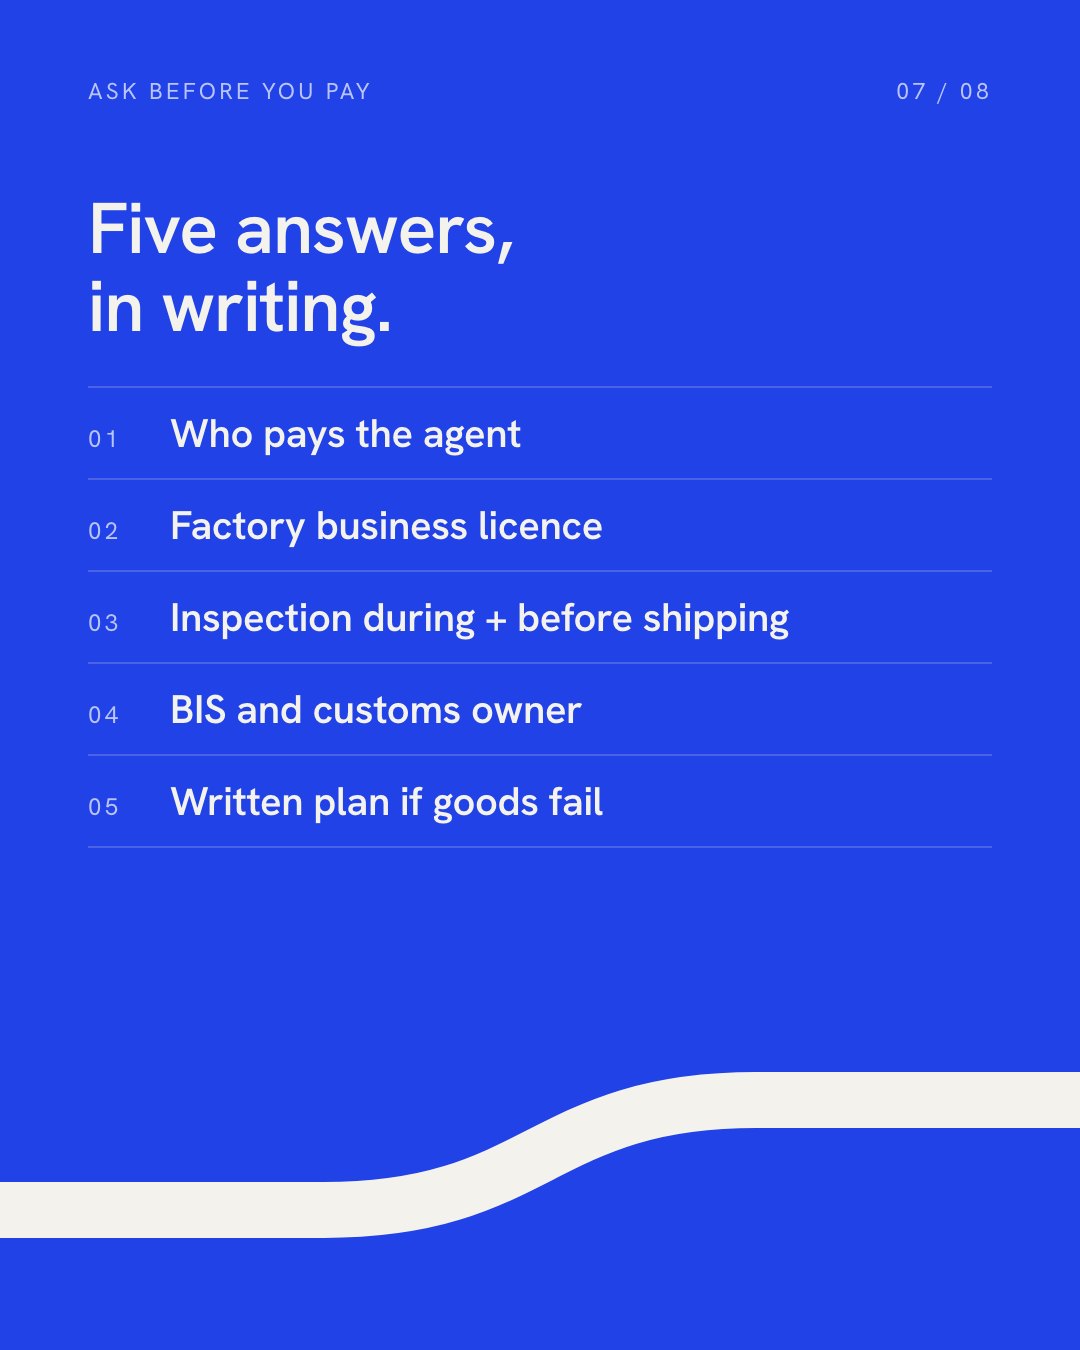 ASK BEFORE YOU PAY
07 / 08
Five answers,
in writing.
01 Who pays the agent
02 Factory business licence
03 Inspection during + before shipping
04 BIS and customs owner
05 Written plan if goods fail